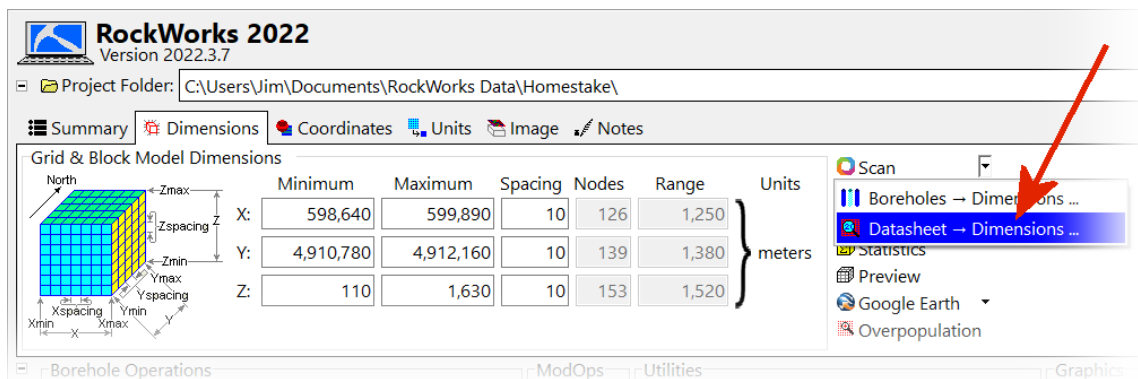 RockWorks 2022
Version 2022.3.7
Project Folder: C:\Users\Jim\Documents\RockWorks Data\Homestake\
Summary Dimensions Coordinates Units Image Notes
Grid & Block Model Dimensions
North
Zmax
Zspacing
Z
Zmin
Ymax
Yspacing
Xspacing
Ymin
Xmin
Xmax
X
Y
Minimum Maximum Spacing Nodes Range Units
X: 598,640 599,890 10 126 1,250
Y: 4,910,780 4,912,160 10 139 1,380 meters
Z: 110 1,630 10 153 1,520
Scan
Boreholes → Dimensions ...
Datasheet → Dimensions ...
Statistics
Preview
Google Earth
Overpopulation
Borehole Operations ModOps Utilities Graphics